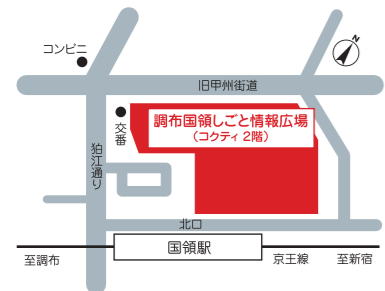 コンビニ
N
旧甲州街道
交番
調布国領しごと情報広場
(コクティ 2階)
狛江通り
北口
国領駅
至調布
京王線
至新宿